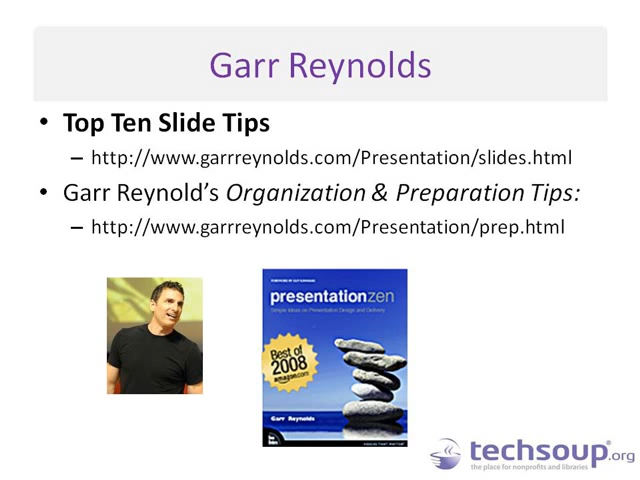 Garr Reynolds
• Top Ten Slide Tips
– http://www.garrreynolds.com/Presentation/slides.html
• Garr Reynold’s Organization & Preparation Tips:
– http://www.garrreynolds.com/Presentation/prep.html
presentationzen
Simple Ideas on Presentation Design and Delivery
Best of
2008
amazon.com
Garr Reynolds
techsoup.org
the place for nonprofits and libraries